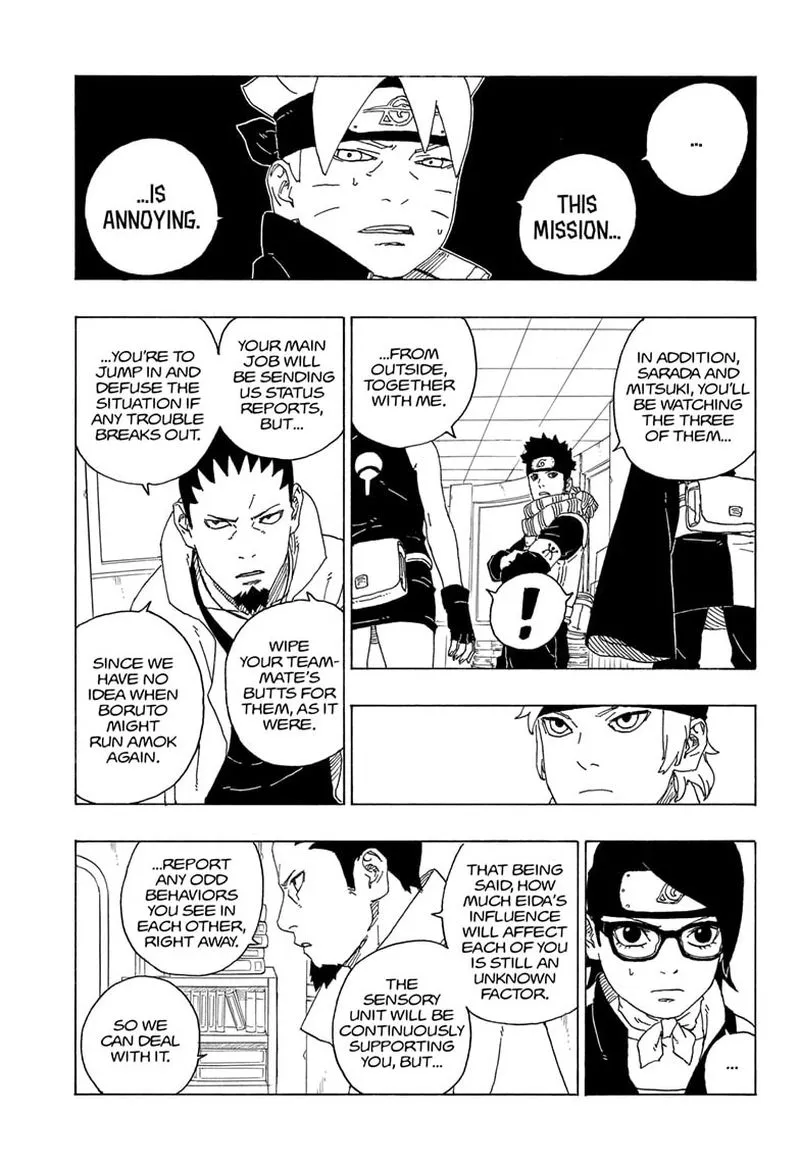 ...
THIS
MISSION...
...IS
ANNOYING.
IN ADDITION,
SARADA AND
MITSUKI, YOU'LL
BE WATCHING
THE THREE
OF THEM...
...FROM
OUTSIDE,
TOGETHER
WITH ME.
!
YOUR MAIN
JOB WILL
BE SENDING
US STATUS
REPORTS,
BUT...
...YOU'RE TO
JUMP IN AND
DEFUSE THE
SITUATION IF
ANY TROUBLE
BREAKS OUT.
WIPE
YOUR TEAM-
MATE'S
BUTTS FOR
THEM, AS IT
WERE.
SINCE WE
HAVE NO
IDEA WHEN
BORUTO
MIGHT
RUN AMOK
AGAIN.
...
THAT BEING
SAID, HOW
MUCH EIDA'S
INFLUENCE
WILL AFFECT
EACH OF YOU
IS STILL AN
UNKNOWN
FACTOR.
THE
SENSORY
UNIT WILL BE
CONTINUOUSLY
SUPPORTING
YOU, BUT...
...REPORT
ANY ODD
BEHAVIORS
YOU SEE IN
EACH OTHER,
RIGHT AWAY.
SO WE
CAN DEAL
WITH IT.